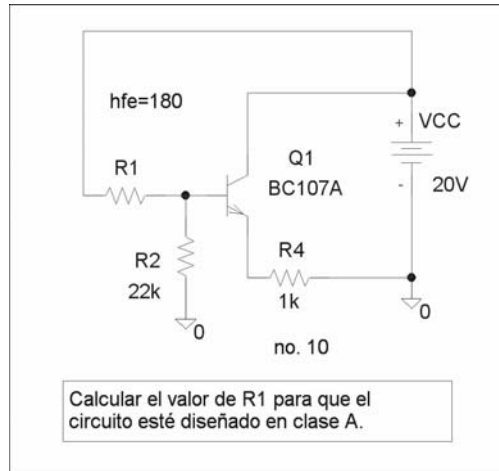 hfe=180
+ VCC
Q1
R1
BC107A
-
20V
R2
R4
22k
1k
0
0
no. 10
Calcular el valor de R1 para que el
circuito esté diseñado en clase A.